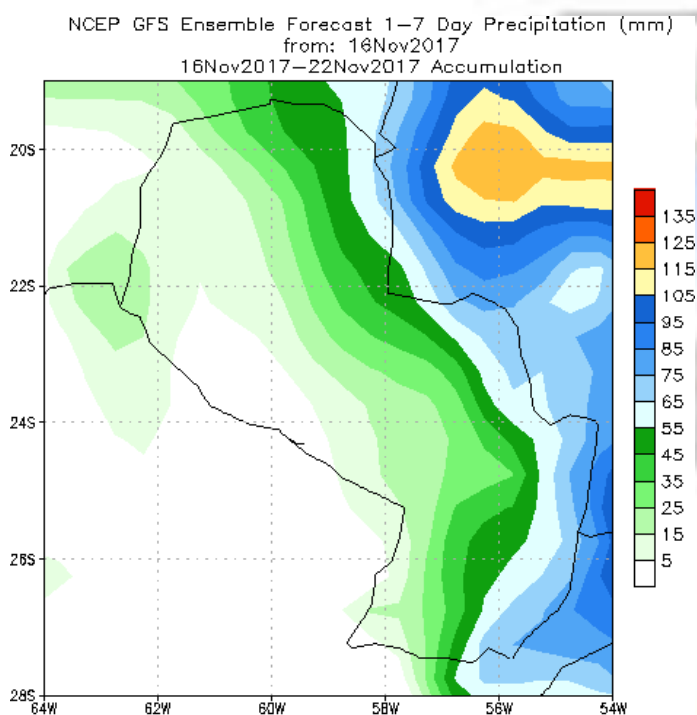 NCEP GFS Ensemble Forecast 1-7 Day Precipitation (mm)
from: 16Nov2017
16Nov2017-22Nov2017 Accumulation
20S
22S
24S
26S
28S
64W 62W 60W 58W 56W 54W
135
125
115
105
95
85
75
65
55
45
35
25
15
5